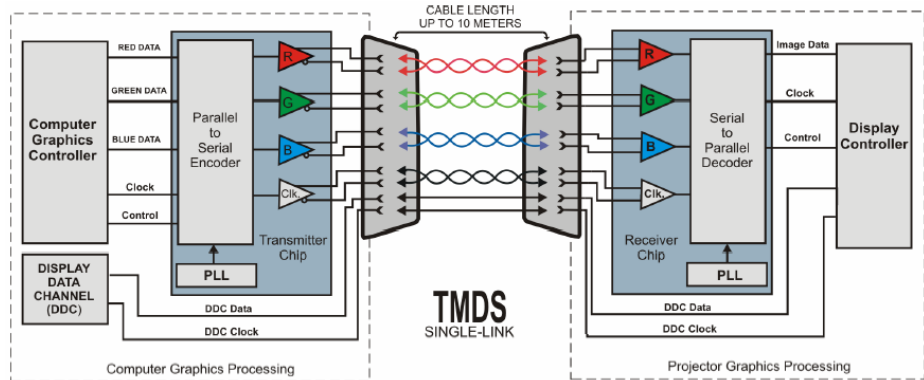 CABLE LENGTH
UP TO 10 METERS
RED DATA
GREEN DATA
BLUE DATA
Clock
Control
Computer
Graphics
Controller
Parallel
to
Serial
Encoder
R
G
B
Clk.
Transmitter
Chip
PLL
DISPLAY
DATA
CHANNEL
(DDC)
DDC Data
DDC Clock
Computer Graphics Processing
TMDS
SINGLE-LINK
R
G
B
Clk.
Serial
to
Parallel
Decoder
Receiver
Chip
PLL
Image Data
Clock
Control
Display
Controller
DDC Data
DDC Clock
Projector Graphics Processing